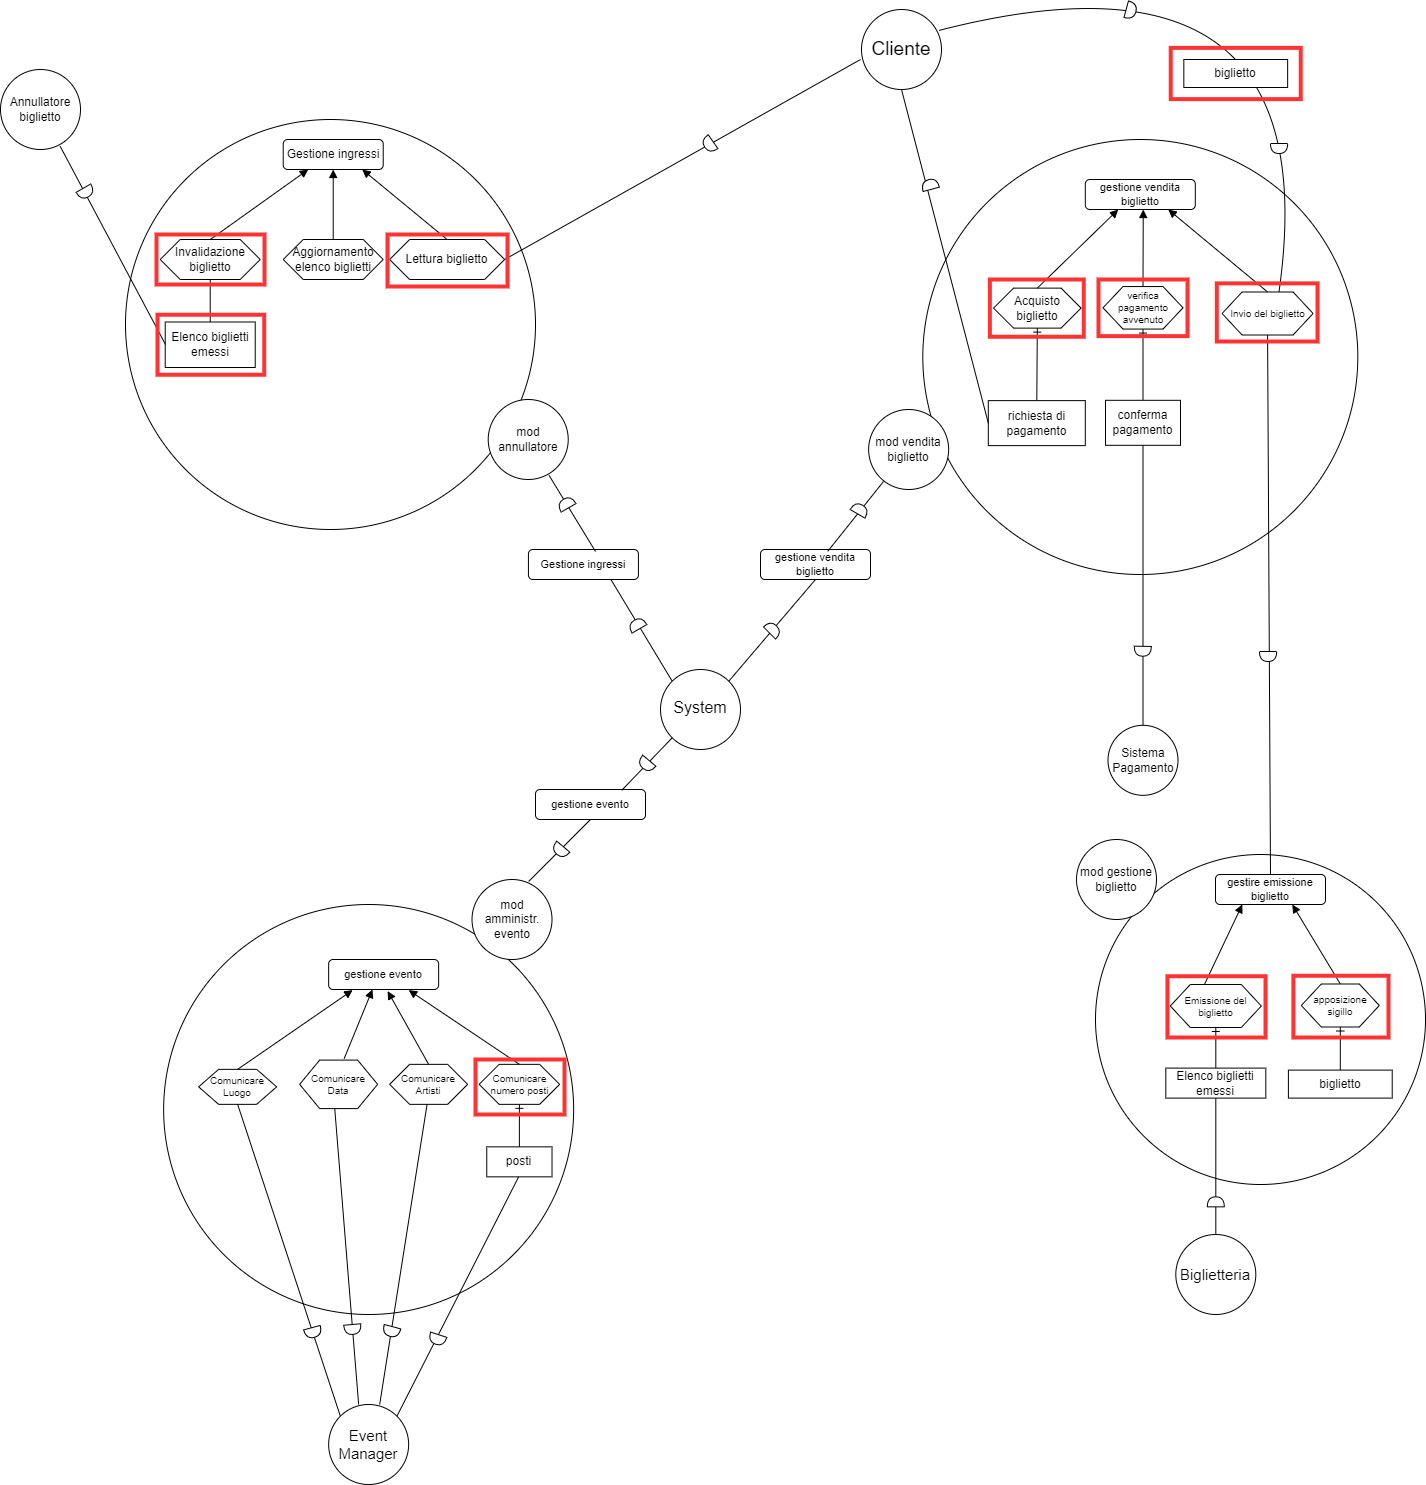 Cliente
biglietto
Annullatore
biglietto
Gestione ingressi
Invalidazione
biglietto
Aggiornamento
elenco biglietti
Lettura biglietto
Elenco biglietti
emessi
mod
annullatore
gestione vendita
biglietto
Acquisto
biglietto
verifica
pagamento
avvenuto
Invio del biglietto
richiesta di
pagamento
conferma
pagamento
mod vendita
biglietto
Gestione ingressi
gestione vendita
biglietto
System
Sistema
Pagamento
gestione evento
mod
amministr.
evento
gestione evento
Comunicare
Luogo
Comunicare
Data
Comunicare
Artisti
Comunicare
numero posti
posti
Event
Manager
mod gestione
biglietto
gestire emissione
biglietto
Emissione del
biglietto
apposizione
sigillo
Elenco biglietti
emessi
biglietto
Biglietteria